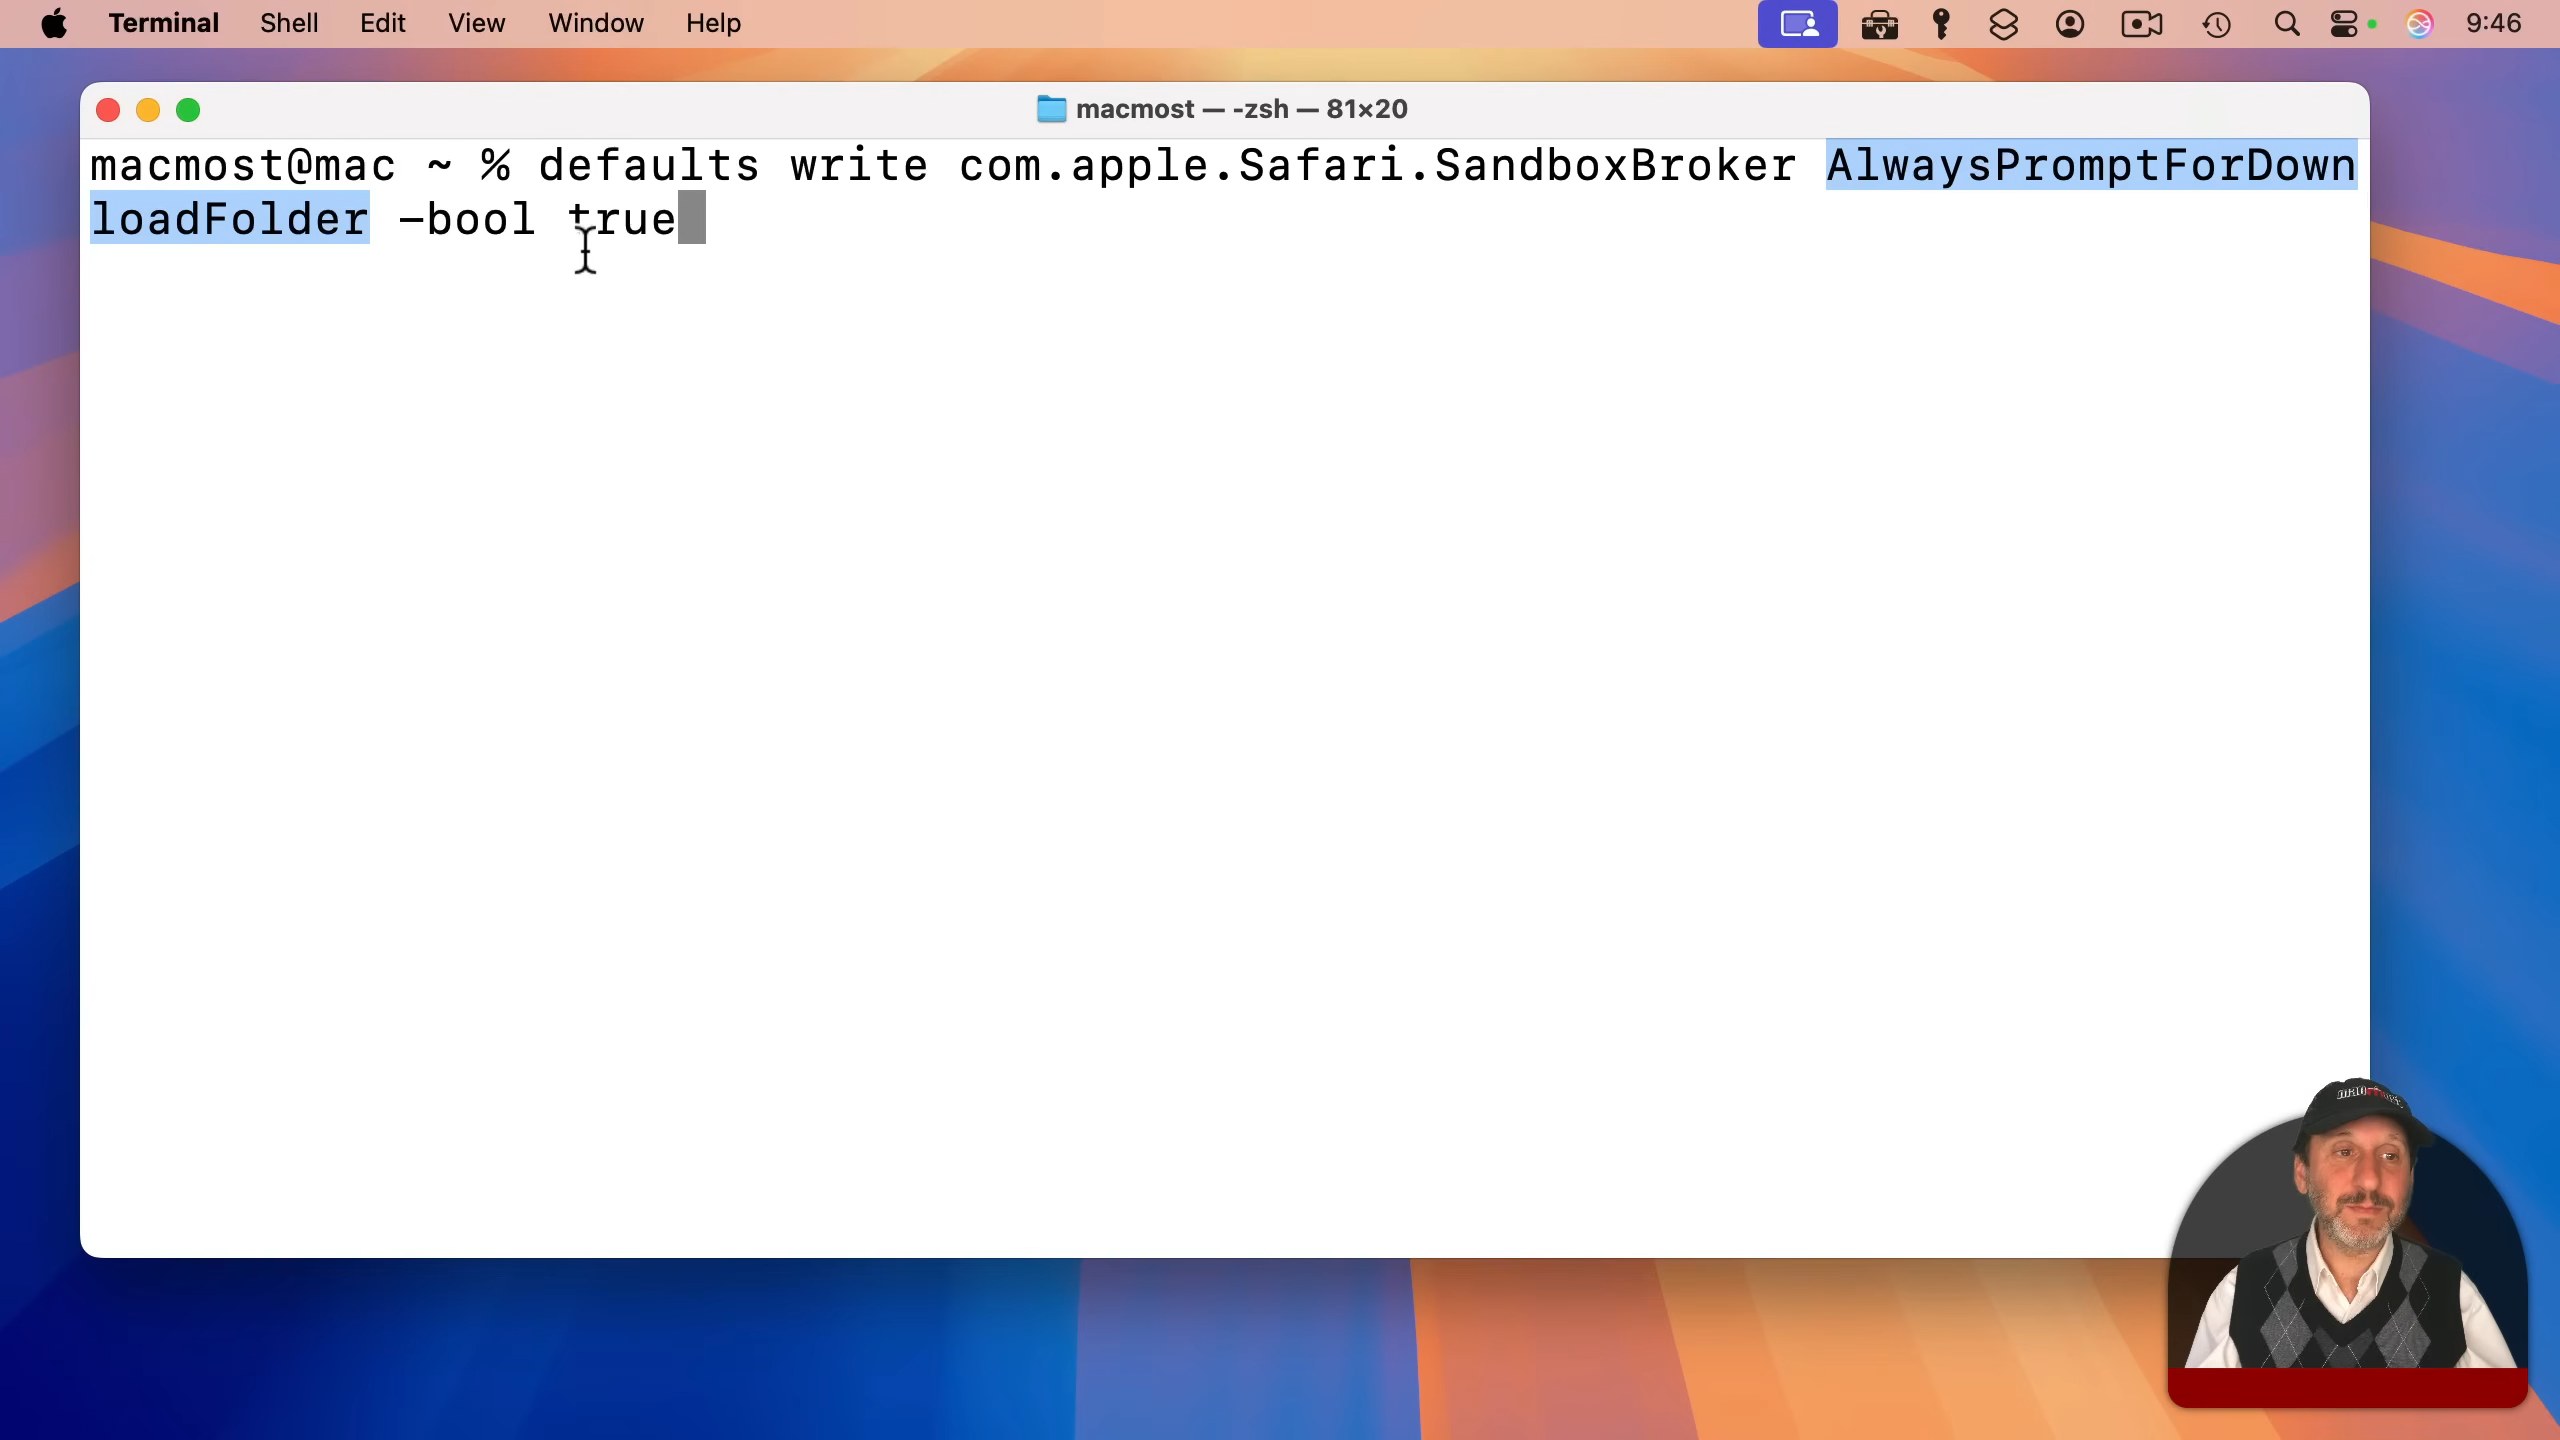 Terminal Shell Edit View Window Help 9:46
macmost — -zsh — 81×20
macmost@mac ~ % defaults write com.apple.Safari.SandboxBroker AlwaysPromptForDown
loadFolder -bool true